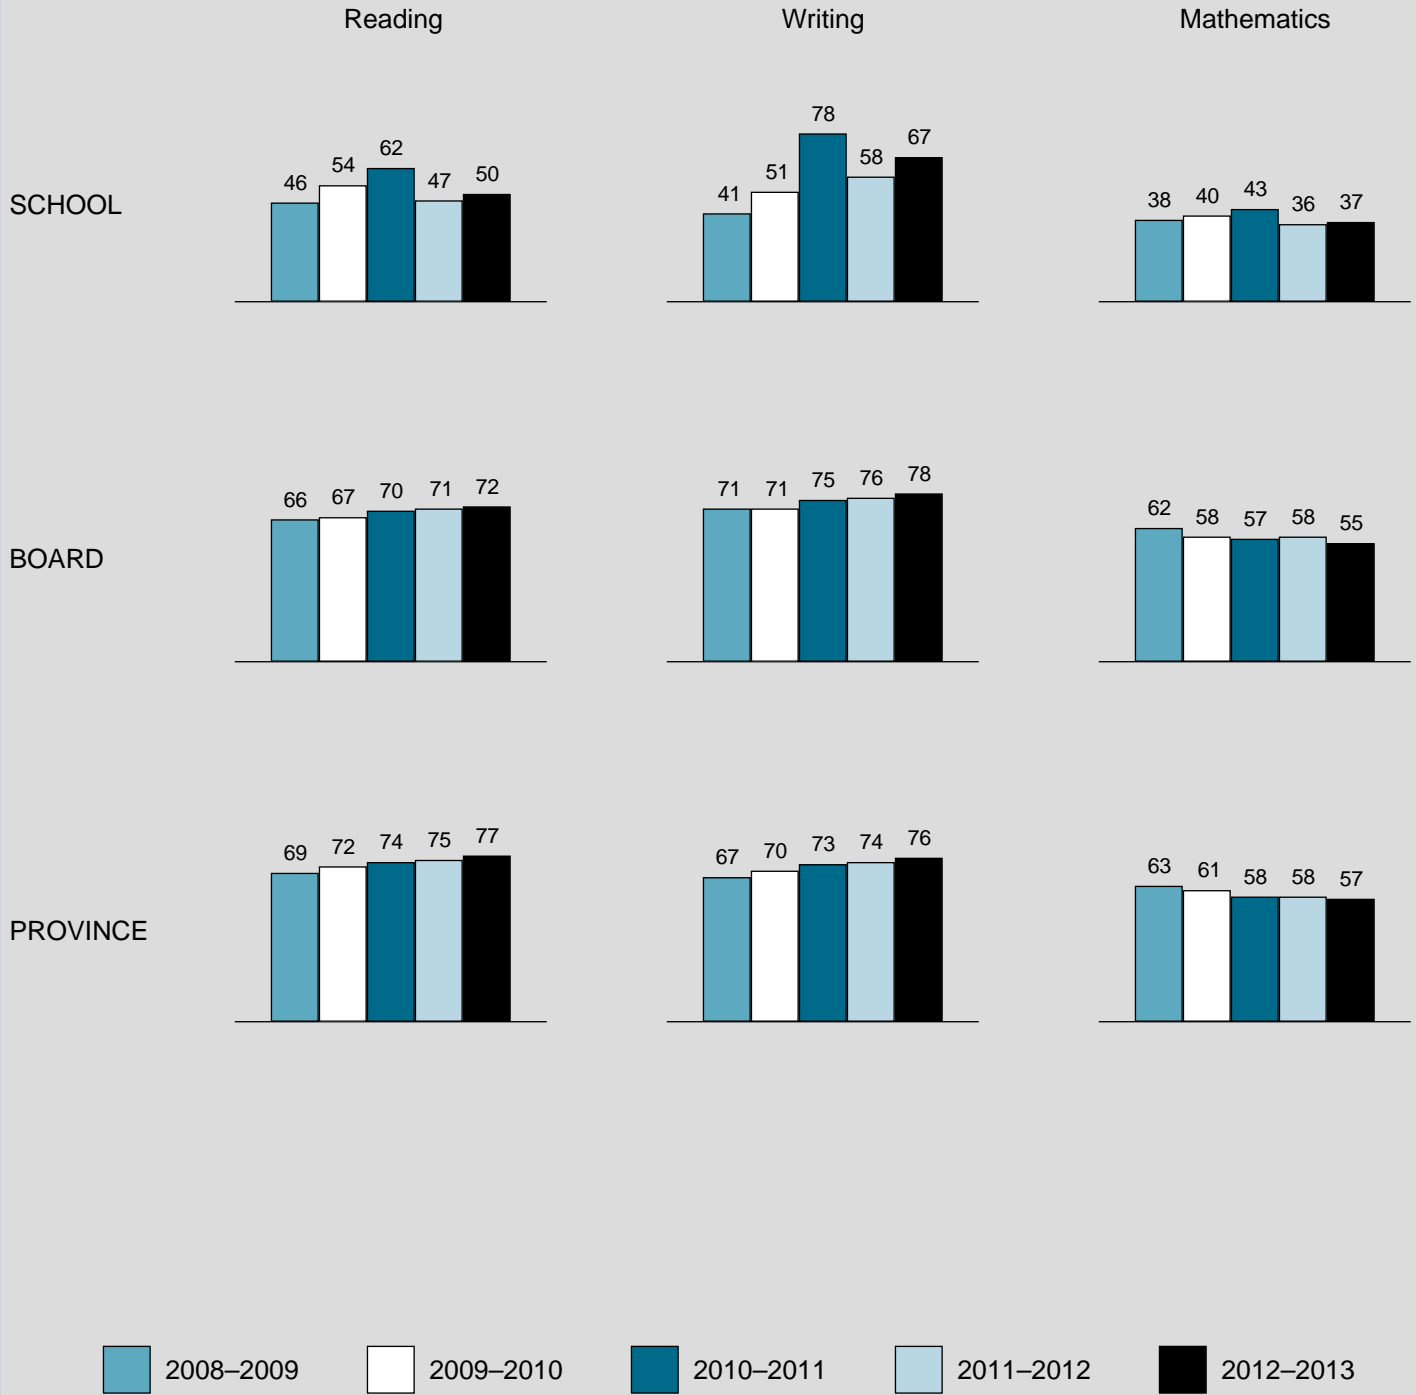 Reading Writing Mathematics
SCHOOL
46 54 62 47 50
41 51 78 58 67
38 40 43 36 37
BOARD
66 67 70 71 72
71 71 75 76 78
62 58 57 58 55
PROVINCE
69 72 74 75 77
67 70 73 74 76
63 61 58 58 57
2008–2009 2009–2010 2010–2011 2011–2012 2012–2013